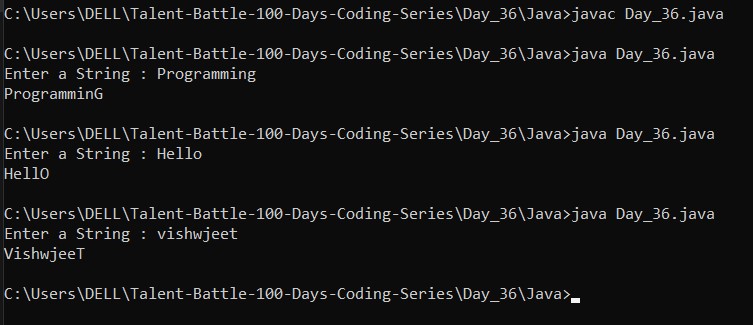 C:\Users\DELL\Talent-Battle-100-Days-Coding-Series\Day_36\Java>javac Day_36.java
C:\Users\DELL\Talent-Battle-100-Days-Coding-Series\Day_36\Java>java Day_36.java
Enter a String : Programming
ProgramminG
C:\Users\DELL\Talent-Battle-100-Days-Coding-Series\Day_36\Java>java Day_36.java
Enter a String : Hello
HellO
C:\Users\DELL\Talent-Battle-100-Days-Coding-Series\Day_36\Java>java Day_36.java
Enter a String : vishwjeet
VishwjeeT
C:\Users\DELL\Talent-Battle-100-Days-Coding-Series\Day_36\Java>